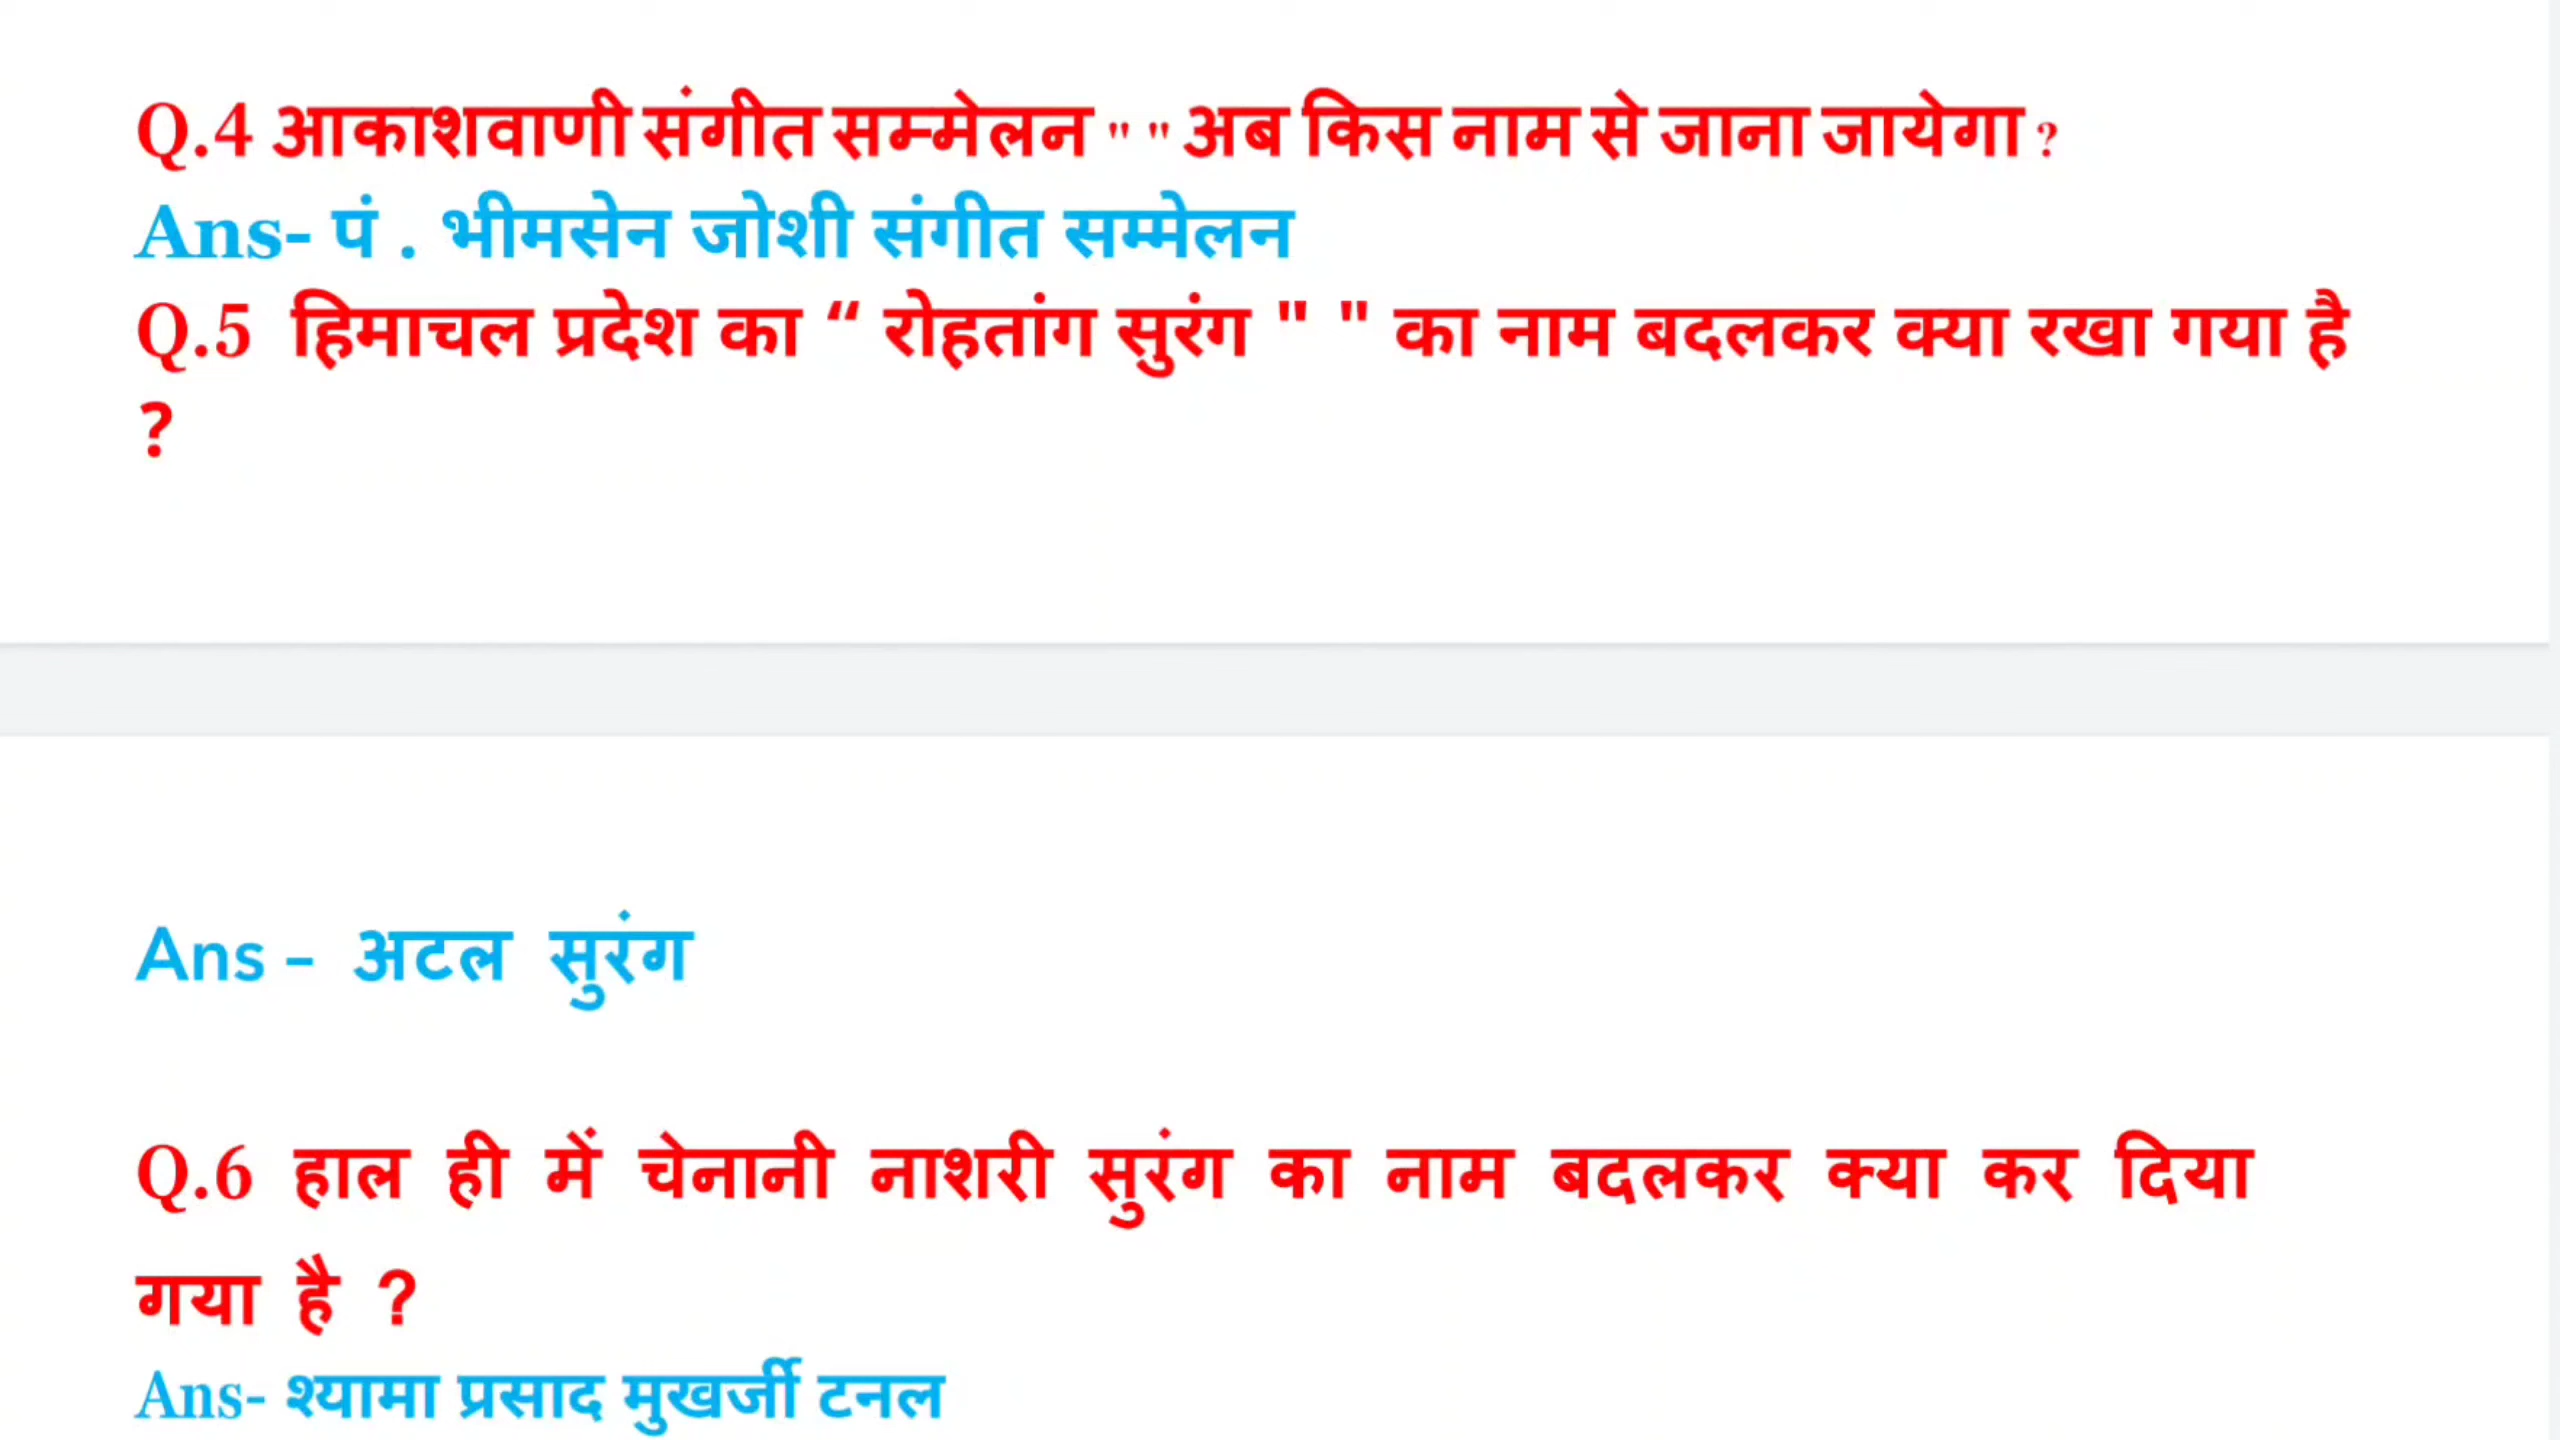 Q.4 आकाशवाणी संगीत सम्मेलन " " अब किस नाम से जाना जायेगा ?
Ans- पं . भीमसेन जोशी संगीत सम्मेलन
Q.5 हिमाचल प्रदेश का “ रोहतांग सुरंग " " का नाम बदलकर क्या रखा गया है
?
Ans – अटल सुरंग
Q.6 हाल ही में चेनानी नाशरी सुरंग का नाम बदलकर क्या कर दिया
गया है ?
Ans- श्यामा प्रसाद मुखर्जी टनल